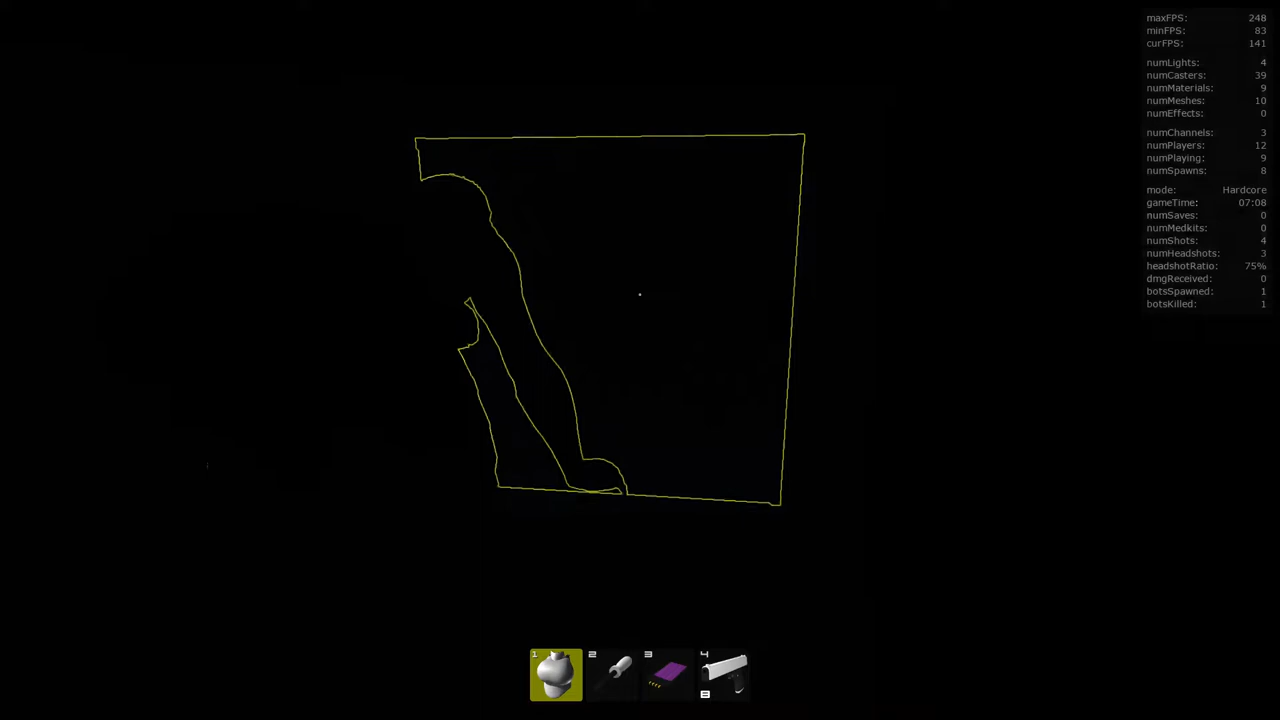 maxFPS: 248
minFPS: 83
curFPS: 141
numLights: 4
numCasters: 39
numMaterials: 9
numMeshes: 10
numEffects: 0
numChannels: 3
numPlayers: 12
numPlaying: 9
numSpawns: 8
mode: Hardcore
gameTime: 07:08
numSaves: 0
numMedkits: 0
numShots: 4
numHeadshots: 3
headshotRatio: 75%
dmgReceived: 0
botsSpawned: 1
botsKilled: 1
1 2 3 4
8